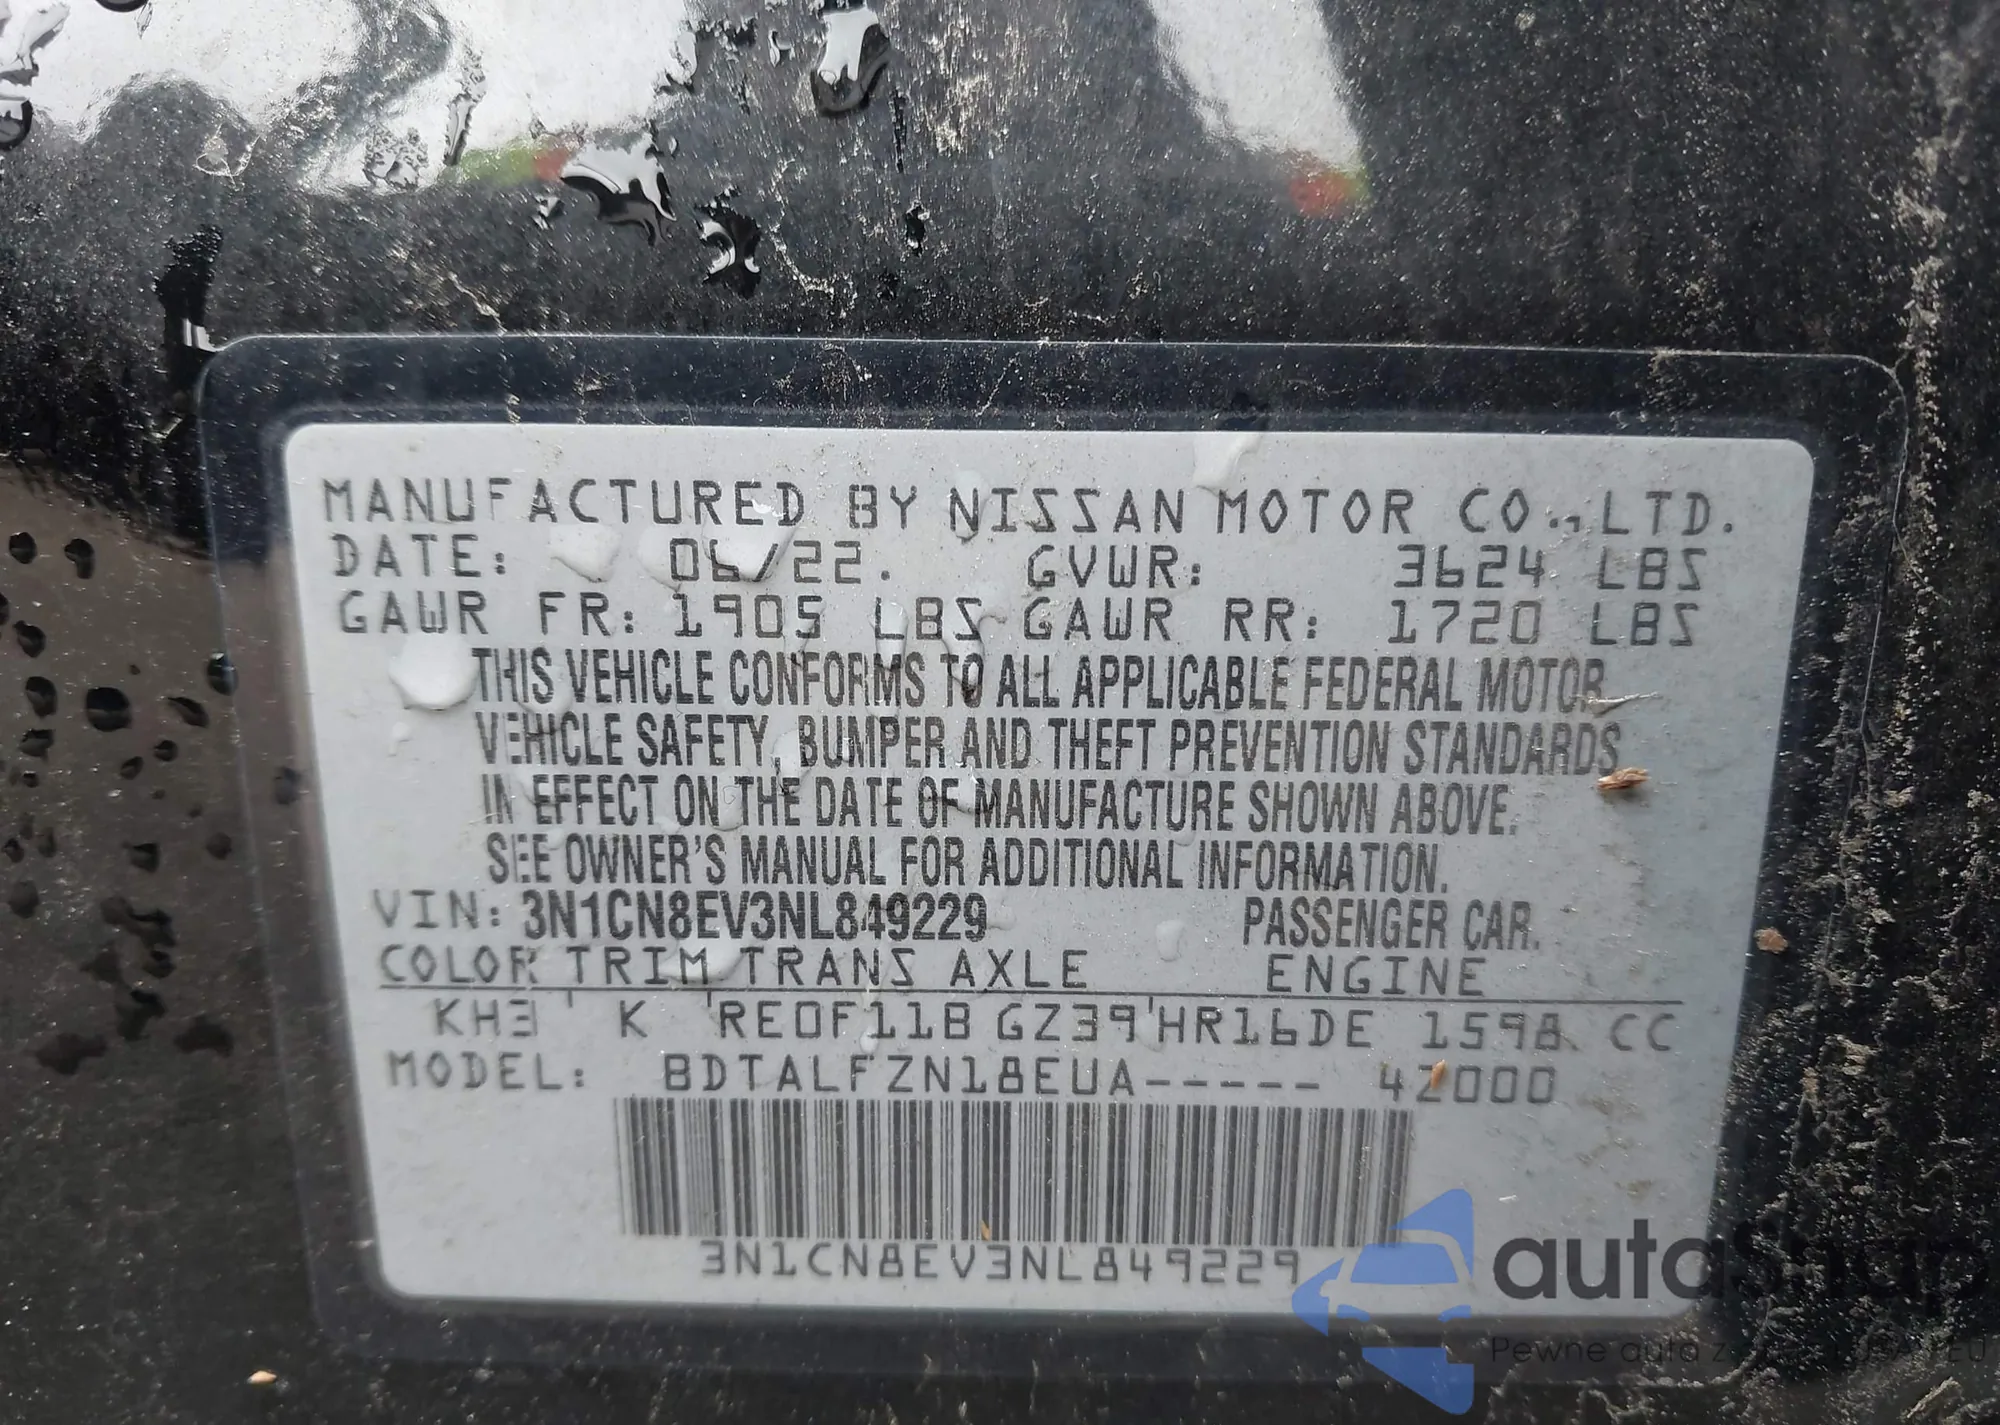 MANUFACTURED BY NISSAN MOTOR CO., LTD.
DATE: 06/22. GVWR: 3624 LBS
GAWR FR: 1905 LBS GAWR RR: 1720 LBS
THIS VEHICLE CONFORMS TO ALL APPLICABLE FEDERAL MOTOR
VEHICLE SAFETY, BUMPER AND THEFT PREVENTION STANDARDS
IN EFFECT ON THE DATE OF MANUFACTURE SHOWN ABOVE.
SEE OWNER'S MANUAL FOR ADDITIONAL INFORMATION.
VIN: 3N1CN8EV3NL849229 PASSENGER CAR.
COLOR TRIM TRANS AXLE ENGINE
KH3 K RE0F11B GZ39 HR16DE 1598 CC
MODEL: BDTALFZN18EUA----- 42000
3N1CN8EV3NL849229
autaShop
Pewne auta z